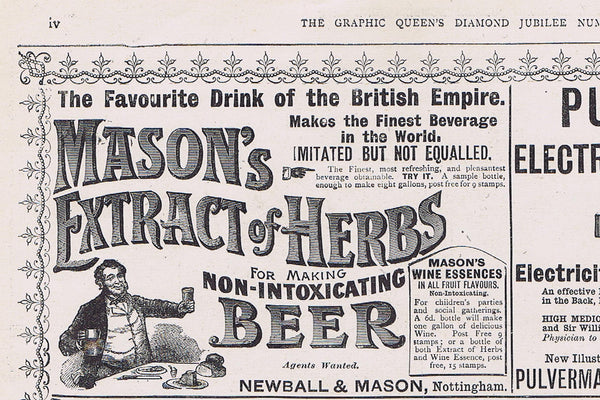 iv
THE GRAPHIC QUEEN'S DIAMOND JUBILEE
The Favourite Drink of the British Empire.
MASON'S
Makes the Finest Beverage
in the World.
IMITATED BUT NOT EQUALLED.
The Finest, most refreshing, and pleasantest
beverage obtainable. TRY IT. A sample bottle,
enough to make eight gallons, post free for 9 stamps.
EXTRACT of HERBS
FOR MAKING
NON-INTOXICATING
BEER
MASON'S
WINE ESSENCES
IN ALL FRUIT FLAVOURS.
Non-Intoxicating.
For children's parties
and social gatherings.
A 6d. bottle will make
one gallon of delicious
Wine. Post Free 9
stamps; or a bottle of
both Extract of Herbs
and Wine Essence, post
free, 15 stamps.
Agents Wanted.
NEWBALL & MASON, Nottingham.
PU
ELECTR
Electricit
An effective
in the Back,
HIGH MEDIC
and Sir Willi
Physician to
New Illust
PULVERMA